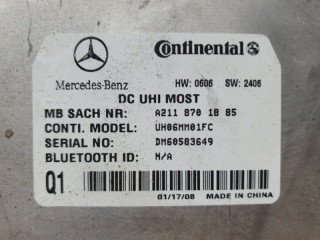 Continental
Mercedes-Benz HW: 0606 SW: 2406
DC UHI MOST
MB SACH NR: A211 870 18 85
CONTI. MODEL: UH06MM01FC
SERIAL NO: DM60583649
BLUETOOTH ID: N/A
Q1
01/17/08 MADE IN CHINA